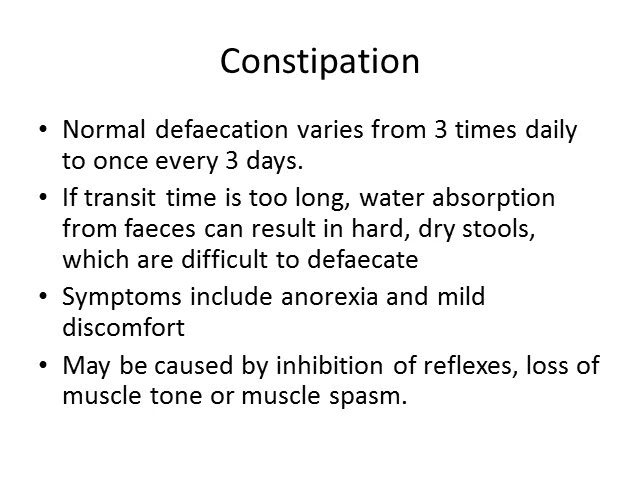 Constipation
• Normal defaecation varies from 3 times daily
to once every 3 days.
• If transit time is too long, water absorption
from faeces can result in hard, dry stools,
which are difficult to defaecate
• Symptoms include anorexia and mild
discomfort
• May be caused by inhibition of reflexes, loss of
muscle tone or muscle spasm.